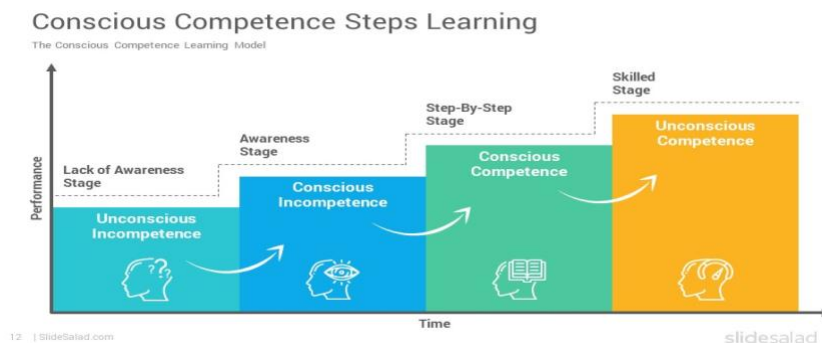 Conscious Competence Steps Learning
The Conscious Competence Learning Model
Skilled
Stage
Step-By-Step
Stage
Awareness
Stage
Lack of Awareness
Stage
Performance
Unconscious
Incompetence
Conscious
Incompetence
Conscious
Competence
Unconscious
Competence
???
Time
12 | SlideSalad.com
slidesalad